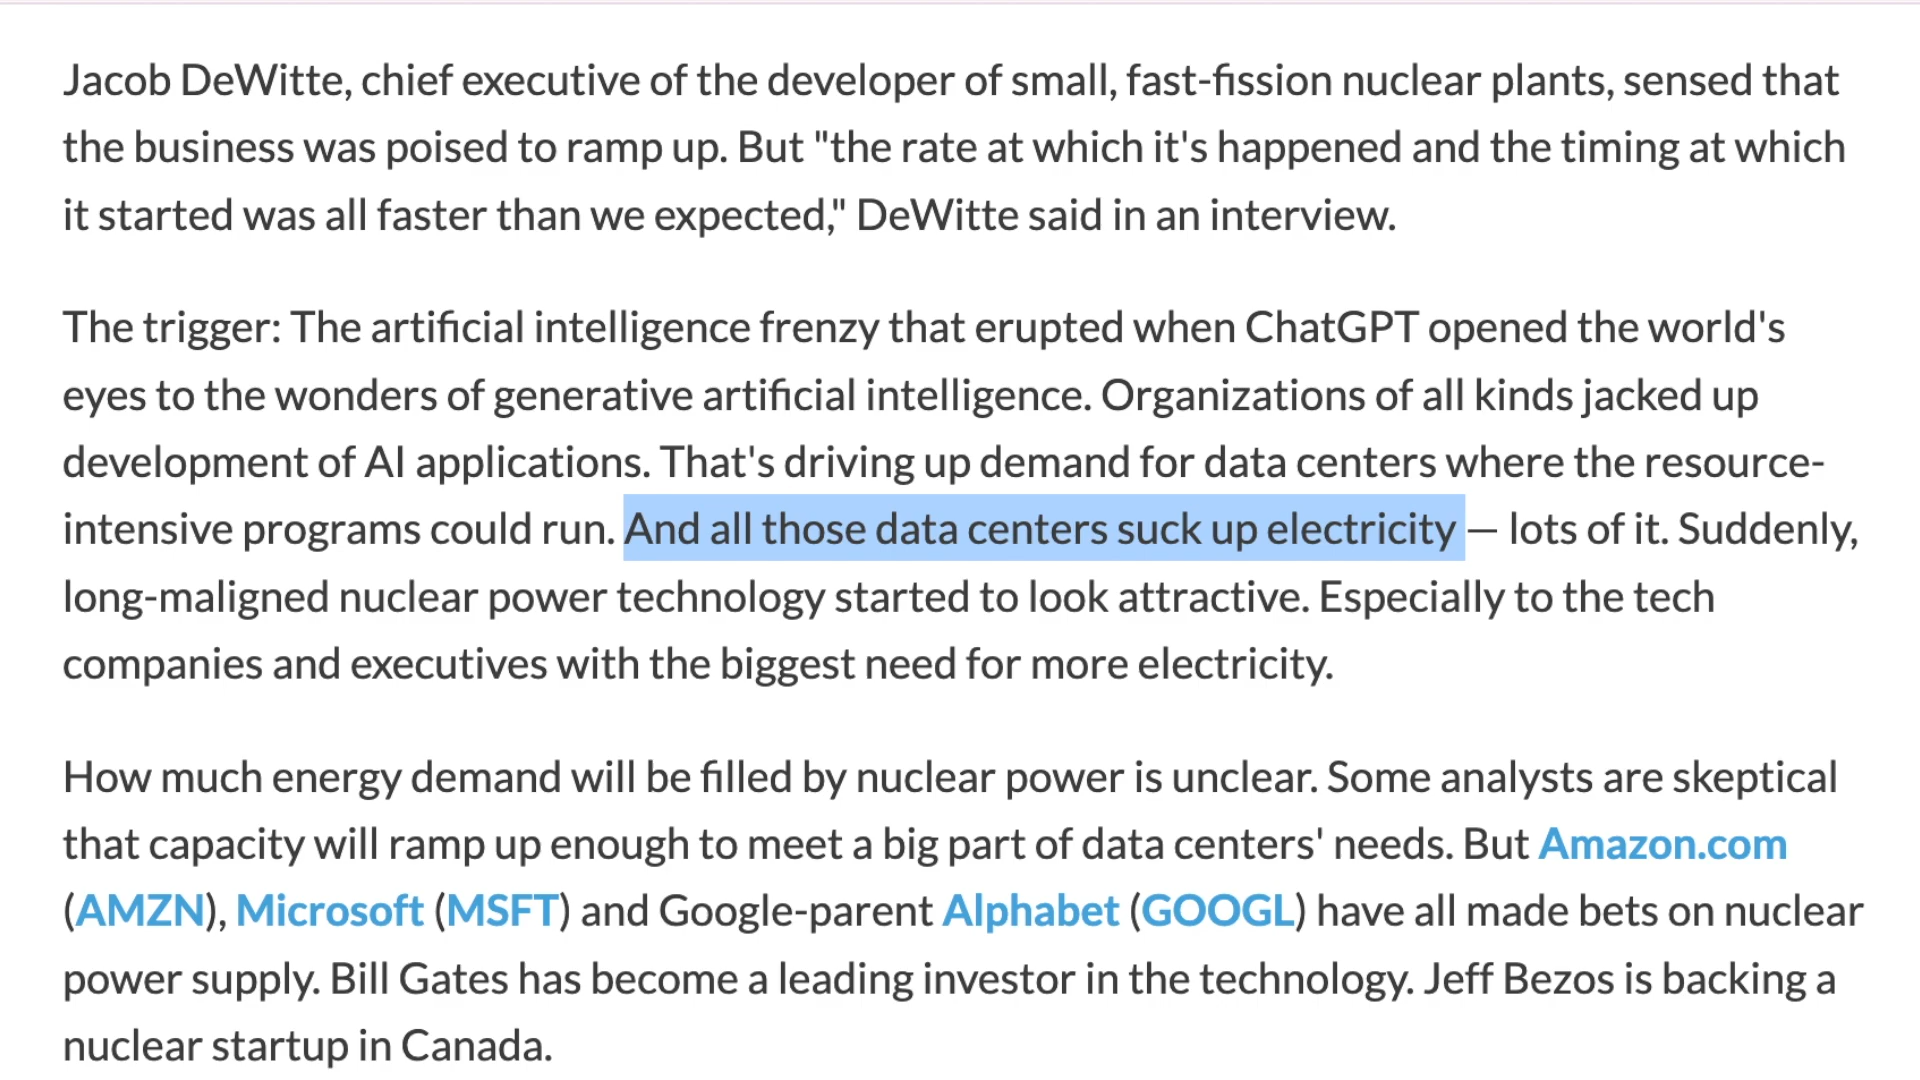 Jacob DeWitte, chief executive of the developer of small, fast-fission nuclear plants, sensed that
the business was poised to ramp up. But "the rate at which it's happened and the timing at which
it started was all faster than we expected," DeWitte said in an interview.
The trigger: The artificial intelligence frenzy that erupted when ChatGPT opened the world's
eyes to the wonders of generative artificial intelligence. Organizations of all kinds jacked up
development of AI applications. That's driving up demand for data centers where the resource-
intensive programs could run. And all those data centers suck up electricity — lots of it. Suddenly,
long-maligned nuclear power technology started to look attractive. Especially to the tech
companies and executives with the biggest need for more electricity.
How much energy demand will be filled by nuclear power is unclear. Some analysts are skeptical
that capacity will ramp up enough to meet a big part of data centers' needs. But Amazon.com
(AMZN), Microsoft (MSFT) and Google-parent Alphabet (GOOGL) have all made bets on nuclear
power supply. Bill Gates has become a leading investor in the technology. Jeff Bezos is backing a
nuclear startup in Canada.